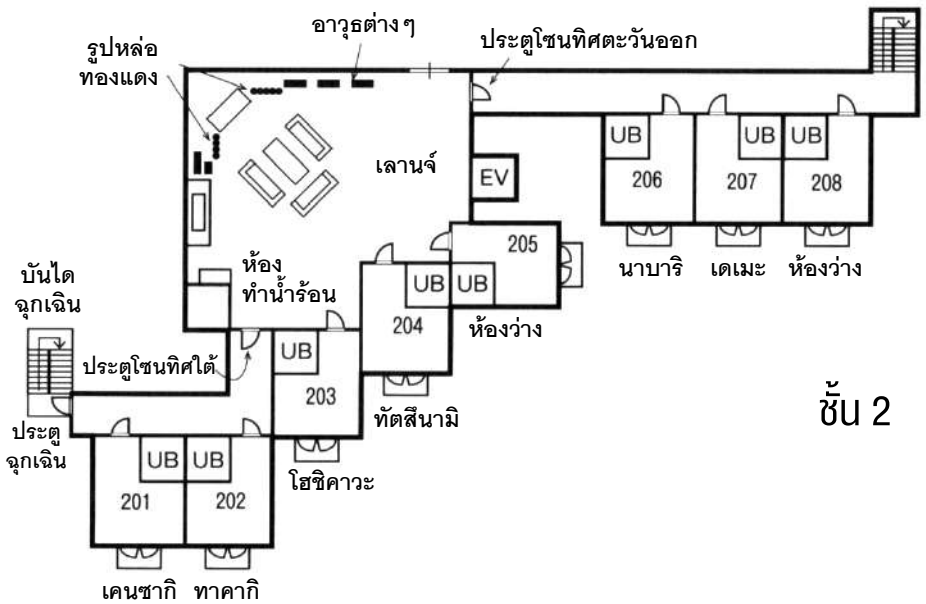 อาวุธต่าง ๆ
รูปหล่อ
ทองแดง
ประตูโซนทิศตะวันออก
เลานจ์
EV
UB
UB
UB
206
207
208
205
นาบาริ
เดเมะ
ห้องว่าง
ห้อง
ทำน้ำร้อน
UB
UB
204
ห้องว่าง
บันได
ฉุกเฉิน
ประตูโซนทิศใต้
UB
203
ทัตสึนามิ
ชั้น 2
ประตู
ฉุกเฉิน
UB
UB
201
202
โฮชิคาวะ
เคนซากิ
ทาคากิ